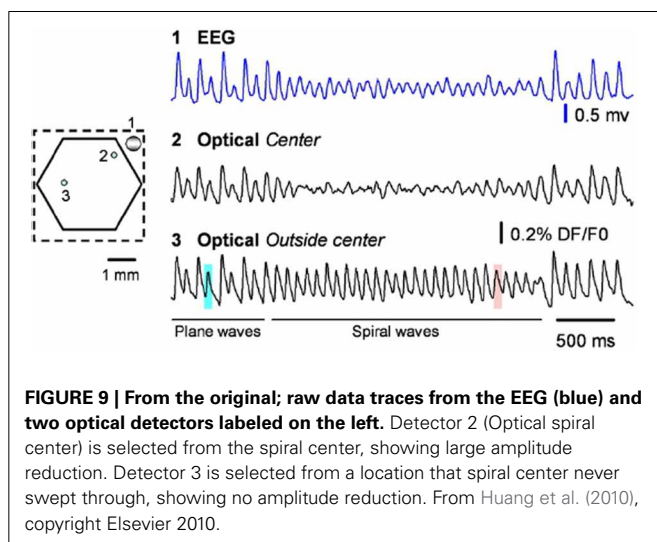 1 EEG
0.5 mv
1
2
3
1 mm
2 Optical Center
3 Optical Outside center
0.2% DF/F0
Plane waves
Spiral waves
500 ms
FIGURE 9 | From the original; raw data traces from the EEG (blue) and
two optical detectors labeled on the left. Detector 2 (Optical spiral
center) is selected from the spiral center, showing large amplitude
reduction. Detector 3 is selected from a location that spiral center never
swept through, showing no amplitude reduction. From Huang et al. (2010),
copyright Elsevier 2010.